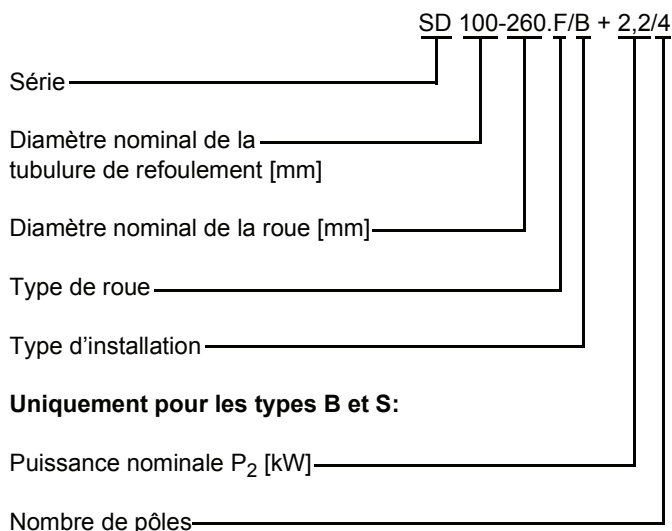 SD 100-260.F/B + 2,2/4
Série
Diamètre nominal de la
tubulure de refoulement [mm]
Diamètre nominal de la roue [mm]
Type de roue
Type d'installation
Uniquement pour les types B et S:
Puissance nominale P2 [kW]
Nombre de pôles